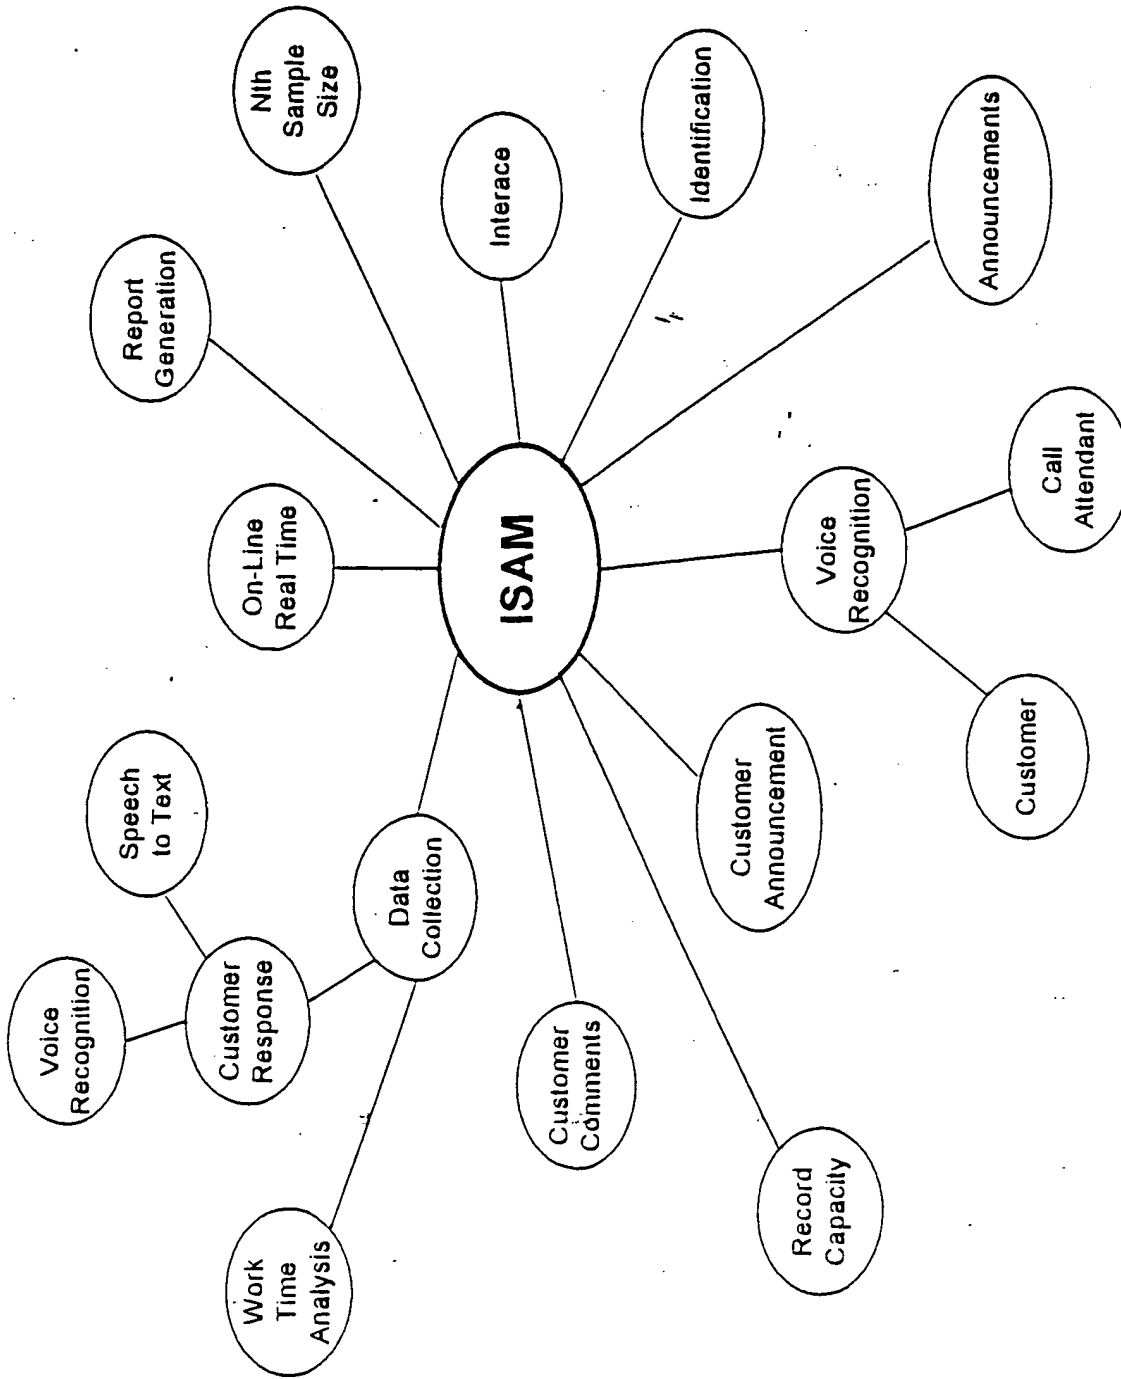 Voice
Recognition
Speech
to Text
Customer
Response
Work
Time
Analysis
Data
Collection
On-Line
Real Time
Report
Generation
Nth
Sample
Size
Interace
Identification
Announcements
ISAM
Customer
Comments
Customer
Announcement
Record
Capacity
Voice
Recognition
Customer
Call
Attendant